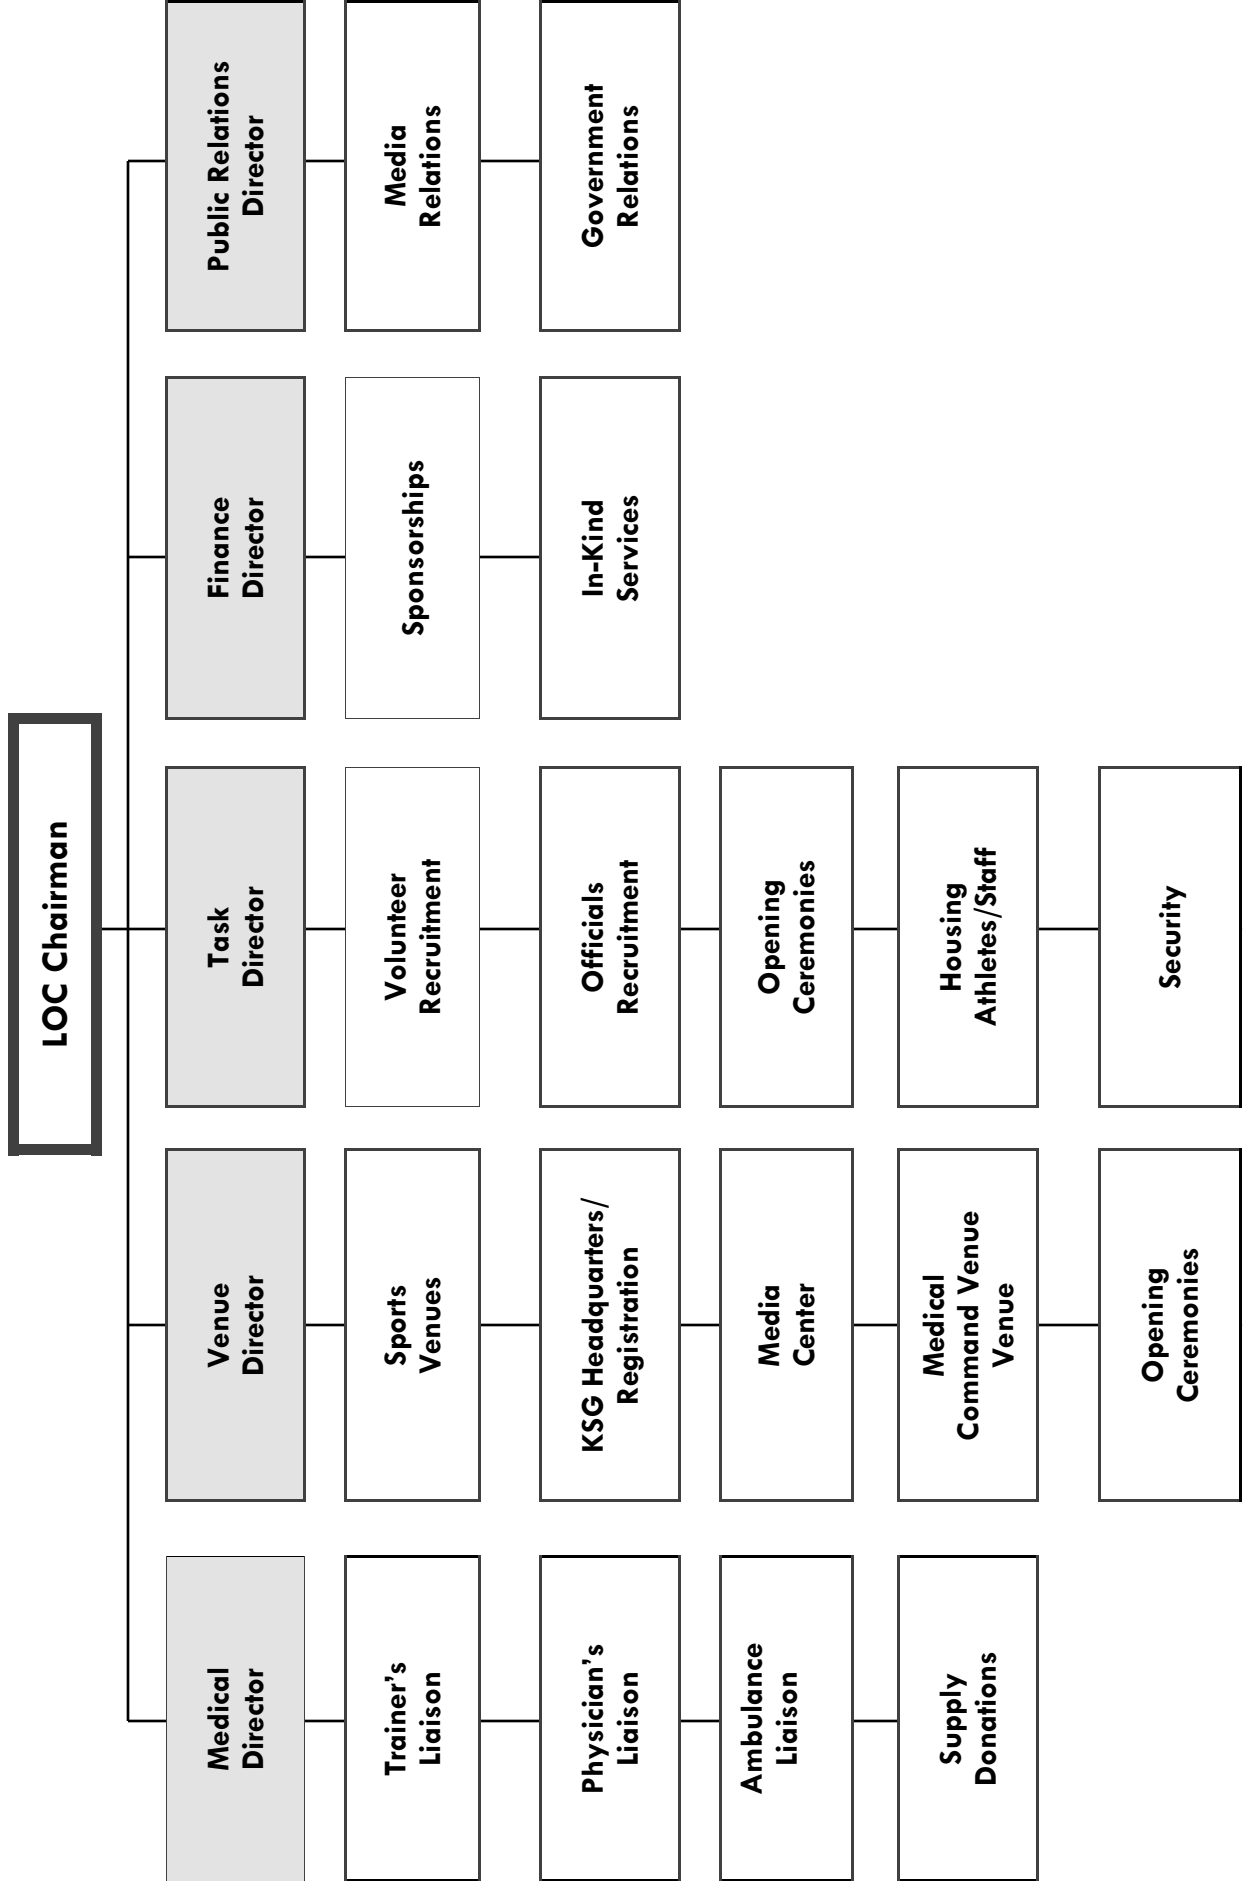 LOC Chairman
Medical
Director
Venue
Director
Task
Director
Finance
Director
Public Relations
Director
Trainer’s
Liaison
Sports
Venues
Volunteer
Recruitment
Sponsorships
Media
Relations
Physician’s
Liaison
KSG Headquarters/
Registration
Officials
Recruitment
In-Kind
Services
Government
Relations
Ambulance
Liaison
Media
Center
Opening
Ceremonies
Supply
Donations
Medical
Command Venue
Venue
Housing
Athletes/Staff
Opening
Ceremonies
Security